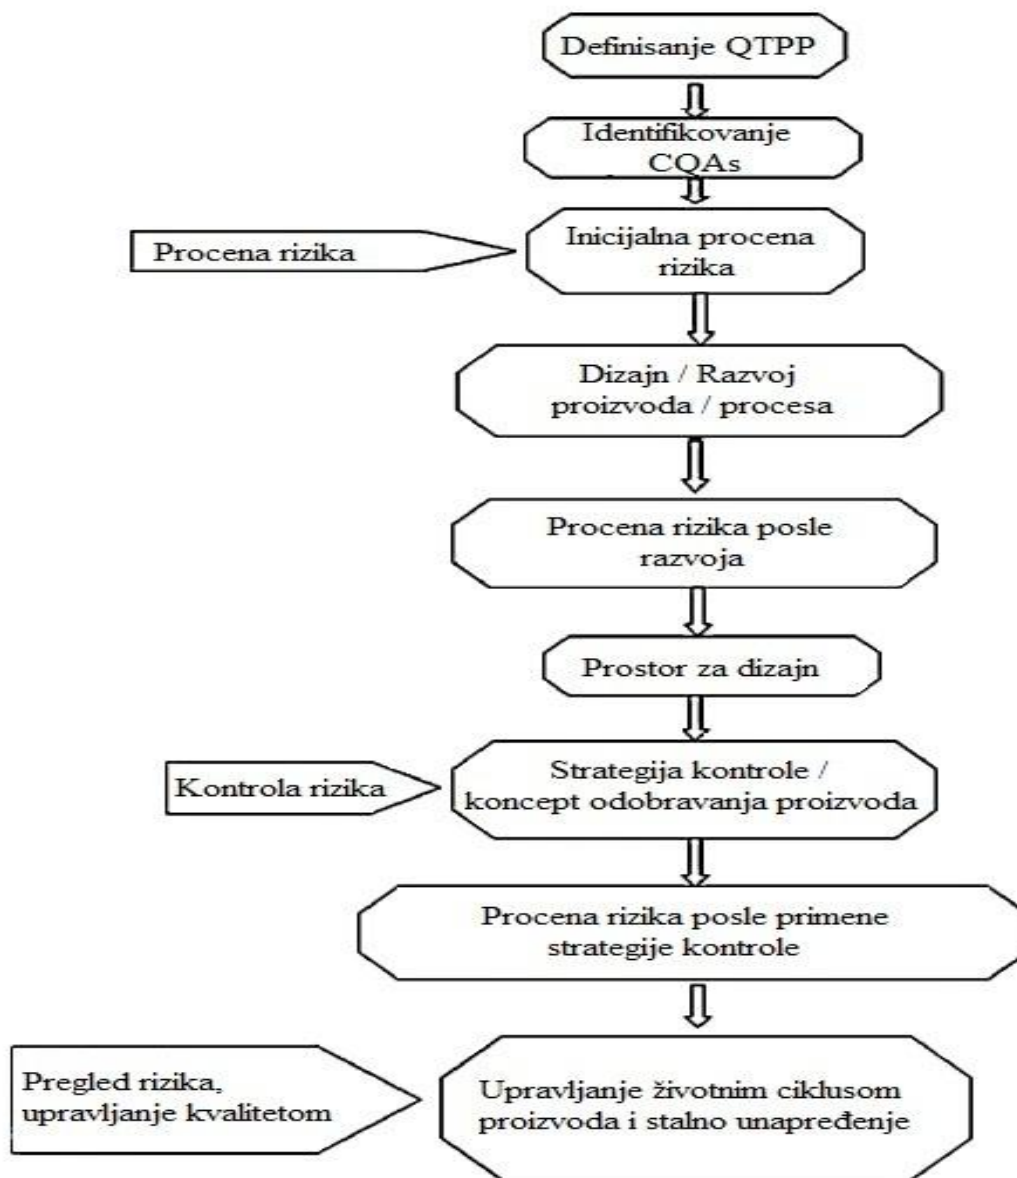 Definisanje QTPP
Identifikovanje
CQAs
Procena rizika
Inicijalna procena
rizika
Dizajn / Razvoj
proizvoda / procesa
Procena rizika posle
razvoja
Prostor za dizajn
Kontrola rizika
Strategija kontrole /
koncept odobravanja proizvoda
Procena rizika posle primene
strategije kontrole
Pregled rizika,
upravljanje kvalitetom
Upravljanje životnim ciklusom
proizvoda i stalno unapređenje